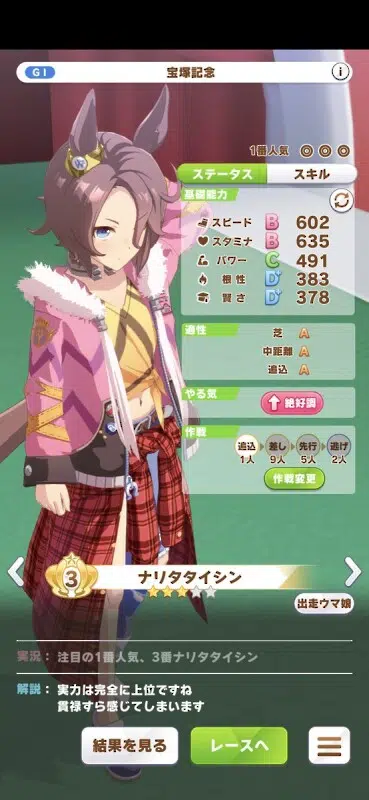 GI
宝塚記念
1番人気 ◎ ◎ ◎
ステータス スキル
基礎能力
スピード B 602
スタミナ B 635
パワー C 491
根性 D+ 383
賢さ D+ 378
適性
芝 A
中距離 A
追込 A
やる気
絶好調
作戦
追込 差し 先行 逃げ
1人 9人 5人 2人
作戦変更
3 ナリタタイシン
出走ウマ娘
実況： 注目の1番人気、3番ナリタタイシン
解説： 実力は完全に上位ですね
貫禄すら感じてしまいます
結果を見る レースへ